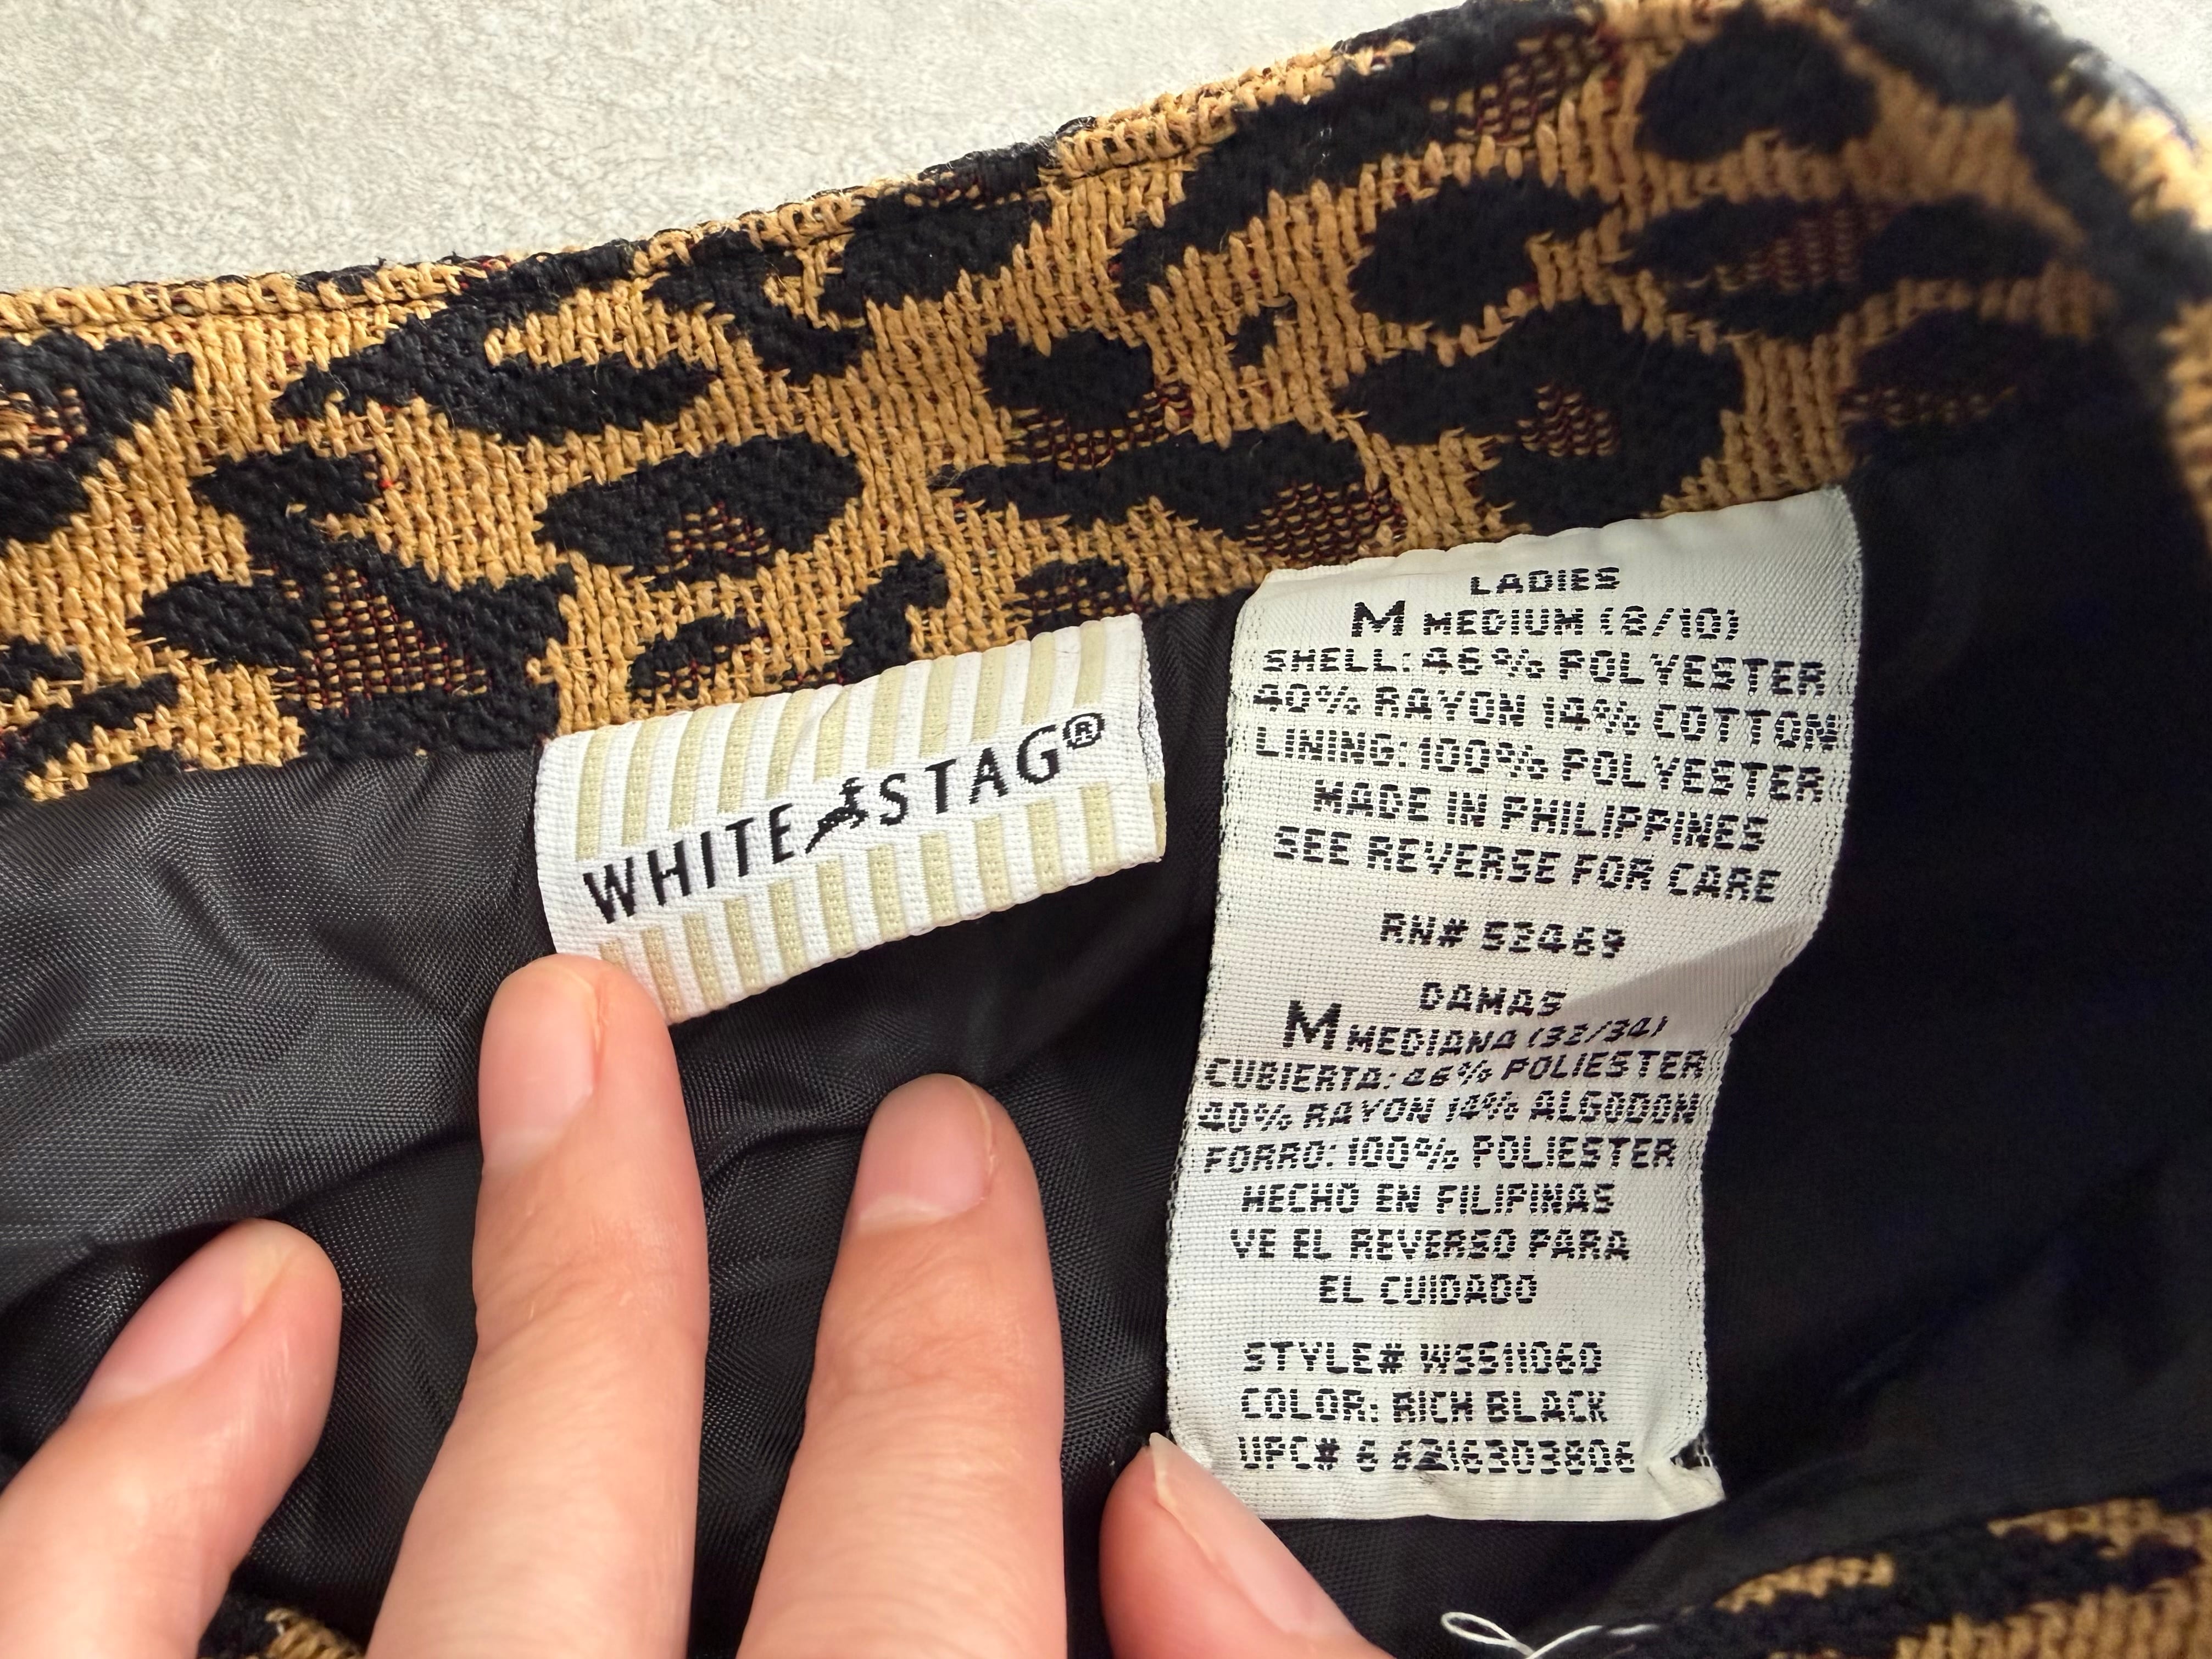 WHITE STAG®
LADIES
M MEDIUM (8/10)
SHELL: 46% POLYESTER
40% RAYON 14% COTTON
LINING: 100% POLYESTER
MADE IN PHILIPPINES
SEE REVERSE FOR CARE
RN# 52469
DAMAS
M MEDIANA (32/34)
CUBIERTA: 46% POLIESTER
40% RAYON 14% ALGODON
FORRO: 100% POLIESTER
HECHO EN FILIPINAS
VE EL REVERSO PARA
EL CUIDADO
STYLE# WS511060
COLOR: RICH BLACK
UPC# 6 6216303806